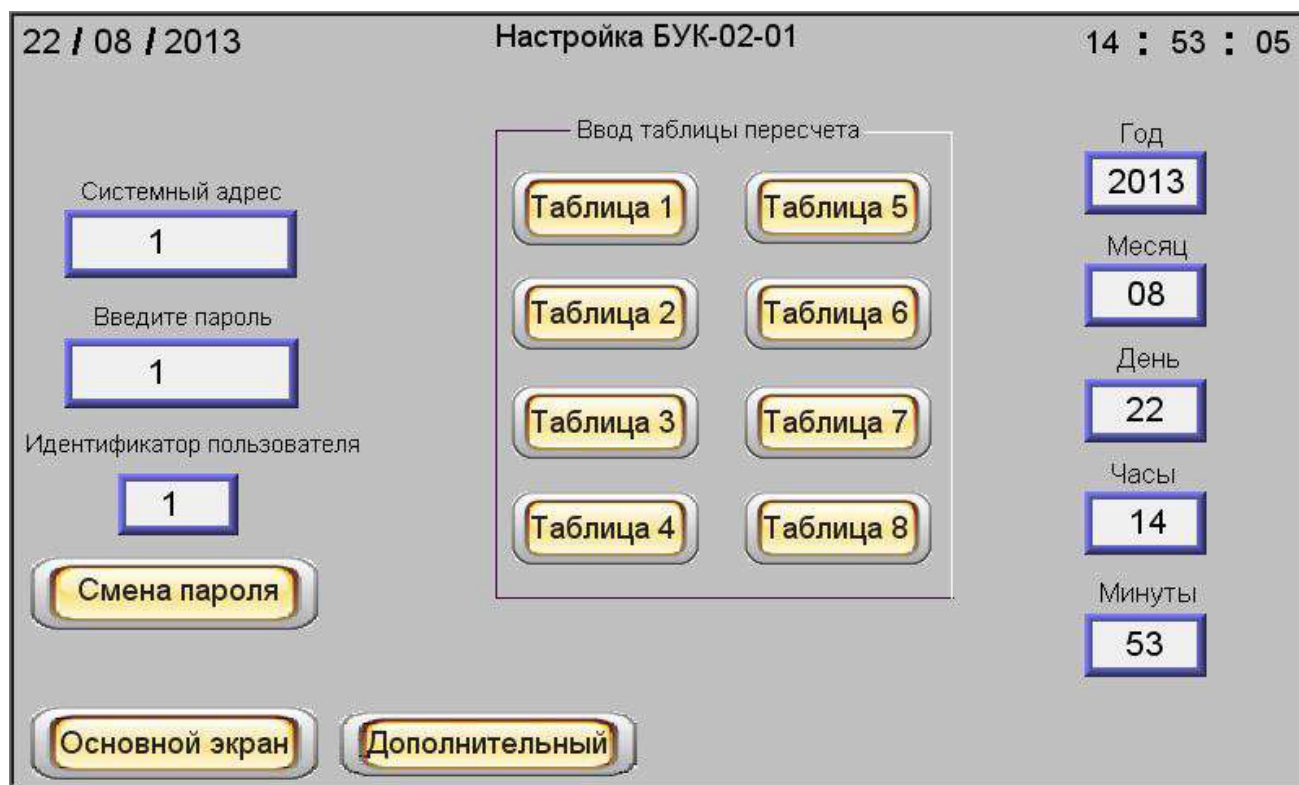 22 / 08 / 2013
Настройка БУК-02-01
14 : 53 : 05
Системный адрес
1
Введите пароль
1
Идентификатор пользователя
1
Смена пароля
Ввод таблицы пересчета
Таблица 1
Таблица 5
Таблица 2
Таблица 6
Таблица 3
Таблица 7
Таблица 4
Таблица 8
Год
2013
Месяц
08
День
22
Часы
14
Минуты
53
Основной экран
Дополнительный